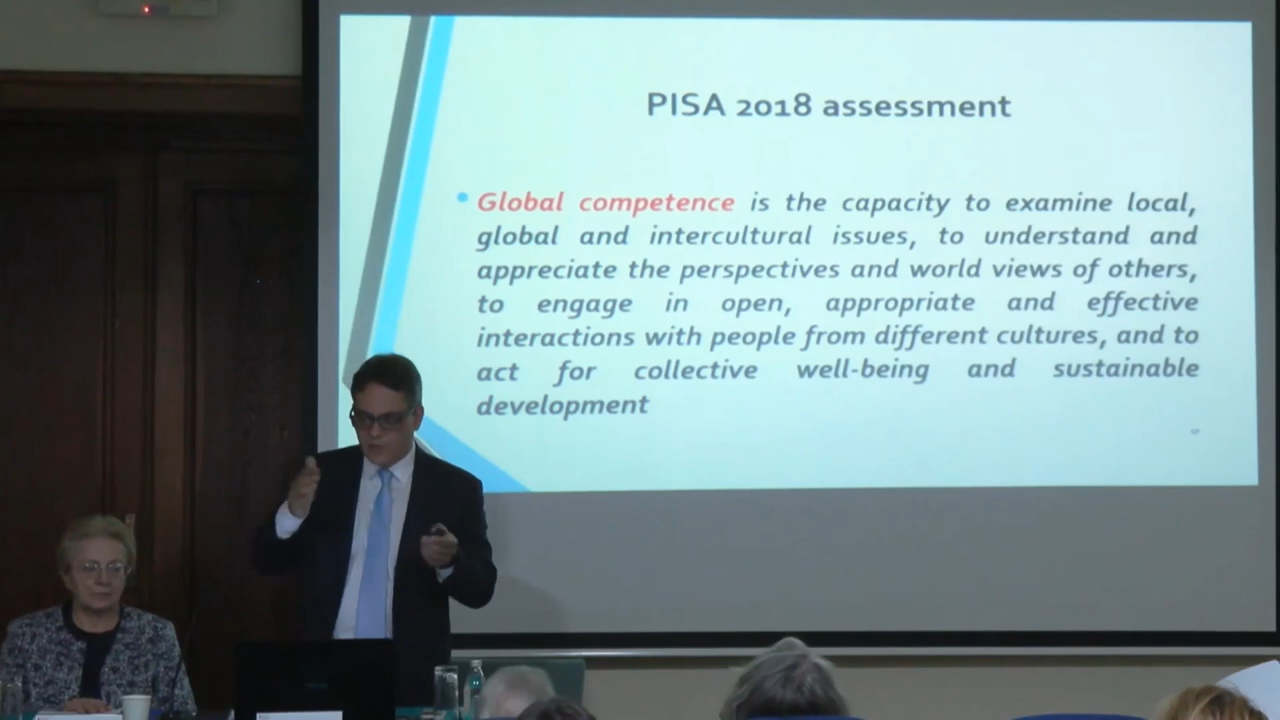 PISA 2018 assessment
Global competence is the capacity to examine local,
global and intercultural issues, to understand and
appreciate the perspectives and world views of others,
to engage in open, appropriate and effective
interactions with people from different cultures, and to
act for collective well-being and sustainable
development